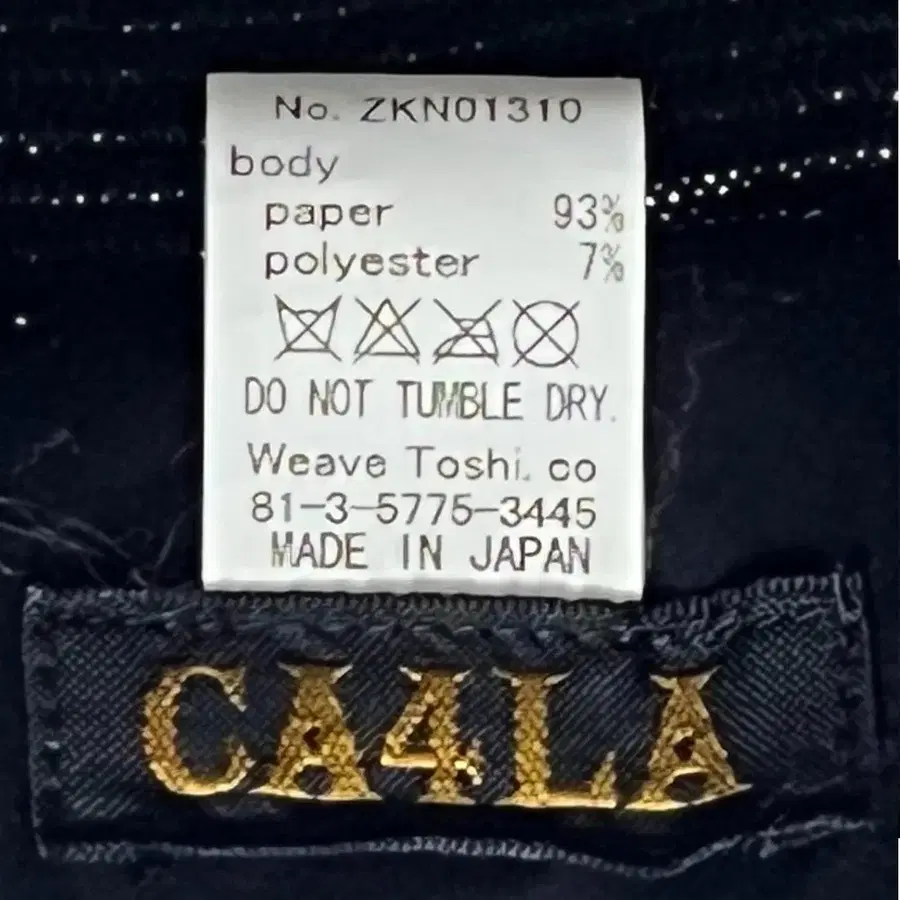 No. ZKN01310
body
paper 93%
polyester 7%
DO NOT TUMBLE DRY.
Weave Toshi. co
81-3-5775-3445
MADE IN JAPAN
CA4LA